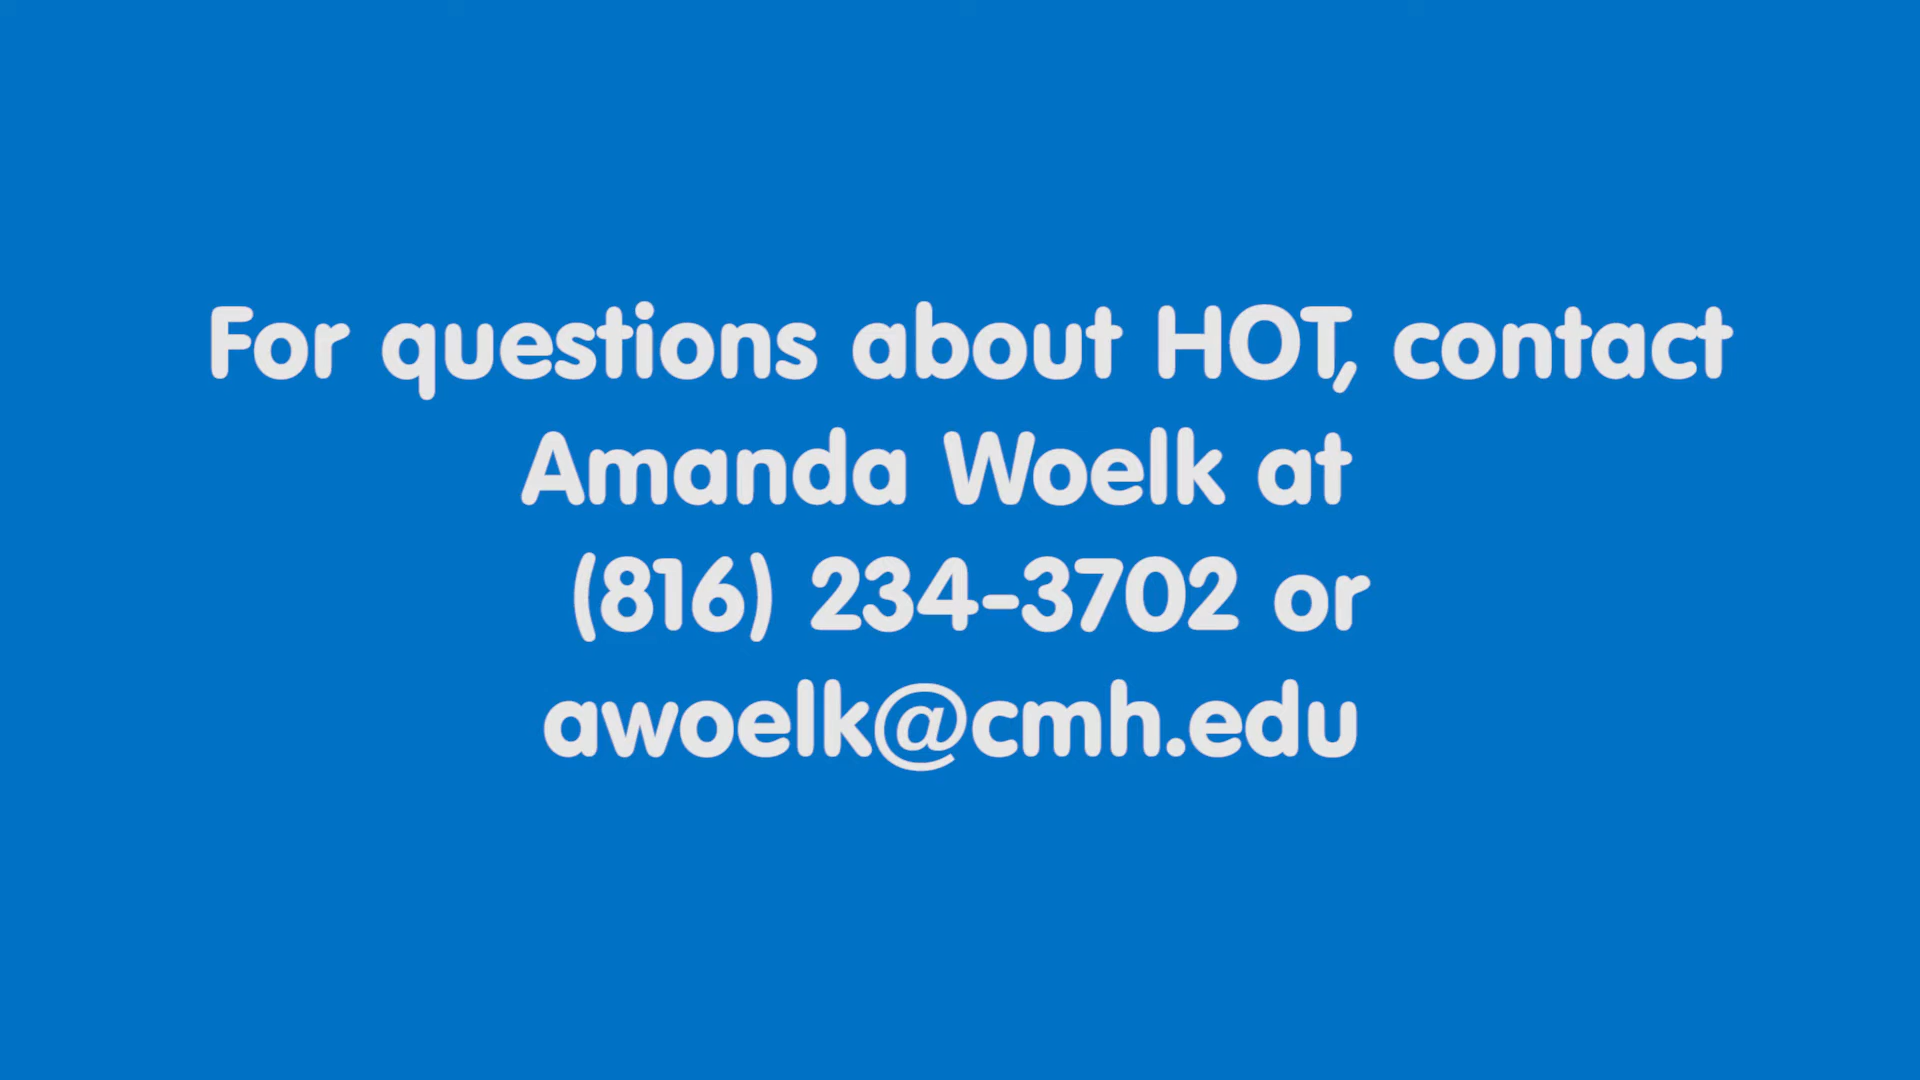 For questions about HOT, contact
Amanda Woelk at
(816) 234-3702 or
awoelk@cmh.edu